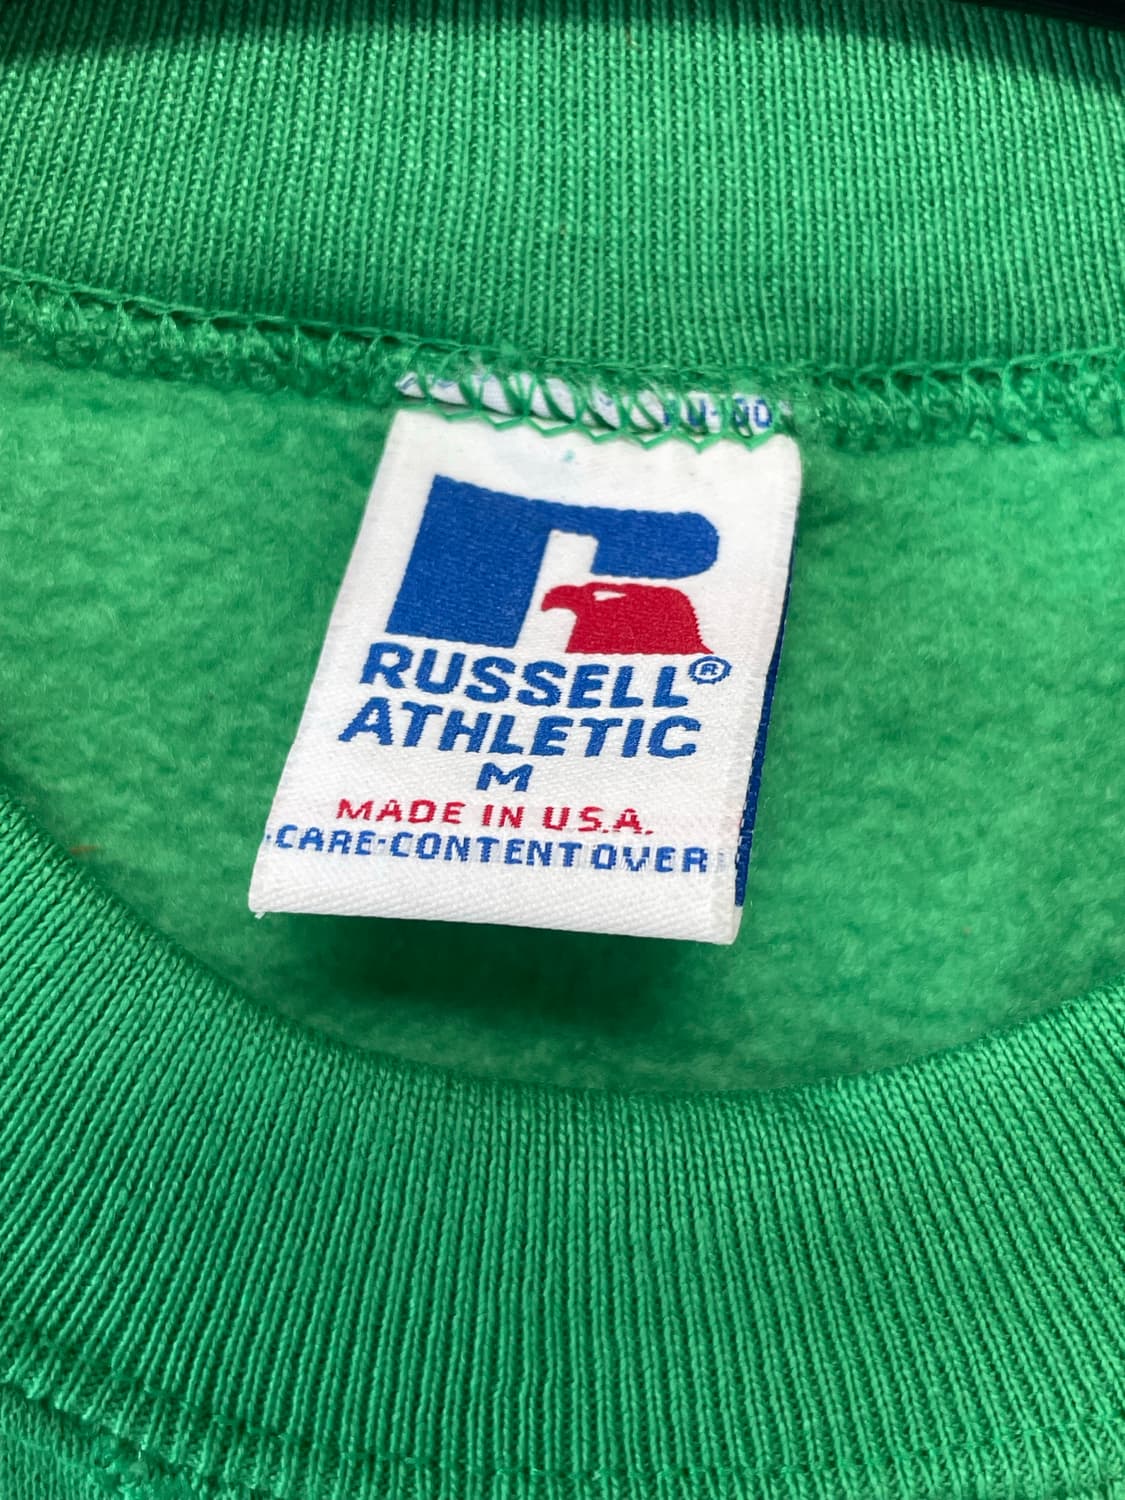 RUSSELL®
ATHLETIC
M
MADE IN U.S.A.
CARE-CONTENT OVER